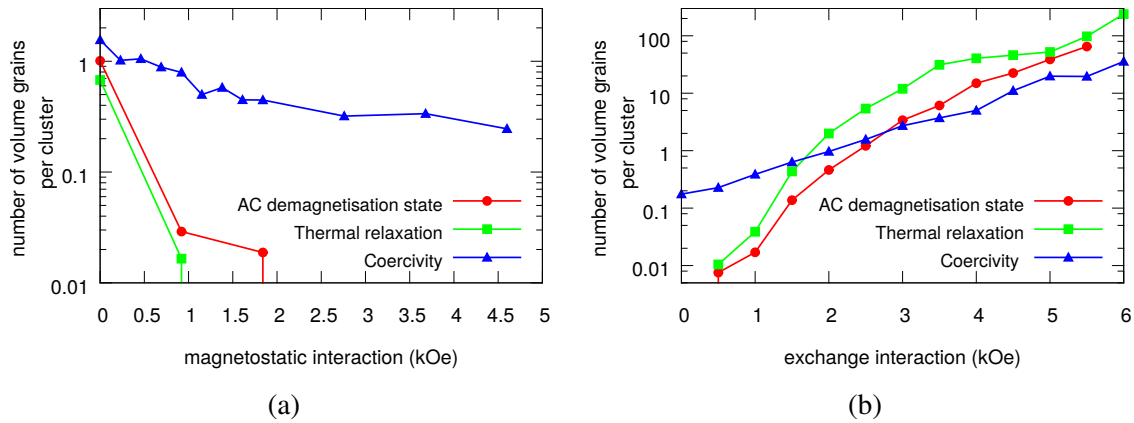 number of volume grains
per cluster
1
0.1
0.01
AC demagnetisation state
Thermal relaxation
Coercivity
0 0.5 1 1.5 2 2.5 3 3.5 4 4.5 5
magnetostatic interaction (kOe)
(a)
number of volume grains
per cluster
100
10
1
0.1
0.01
AC demagnetisation state
Thermal relaxation
Coercivity
0 1 2 3 4 5 6
exchange interaction (kOe)
(b)